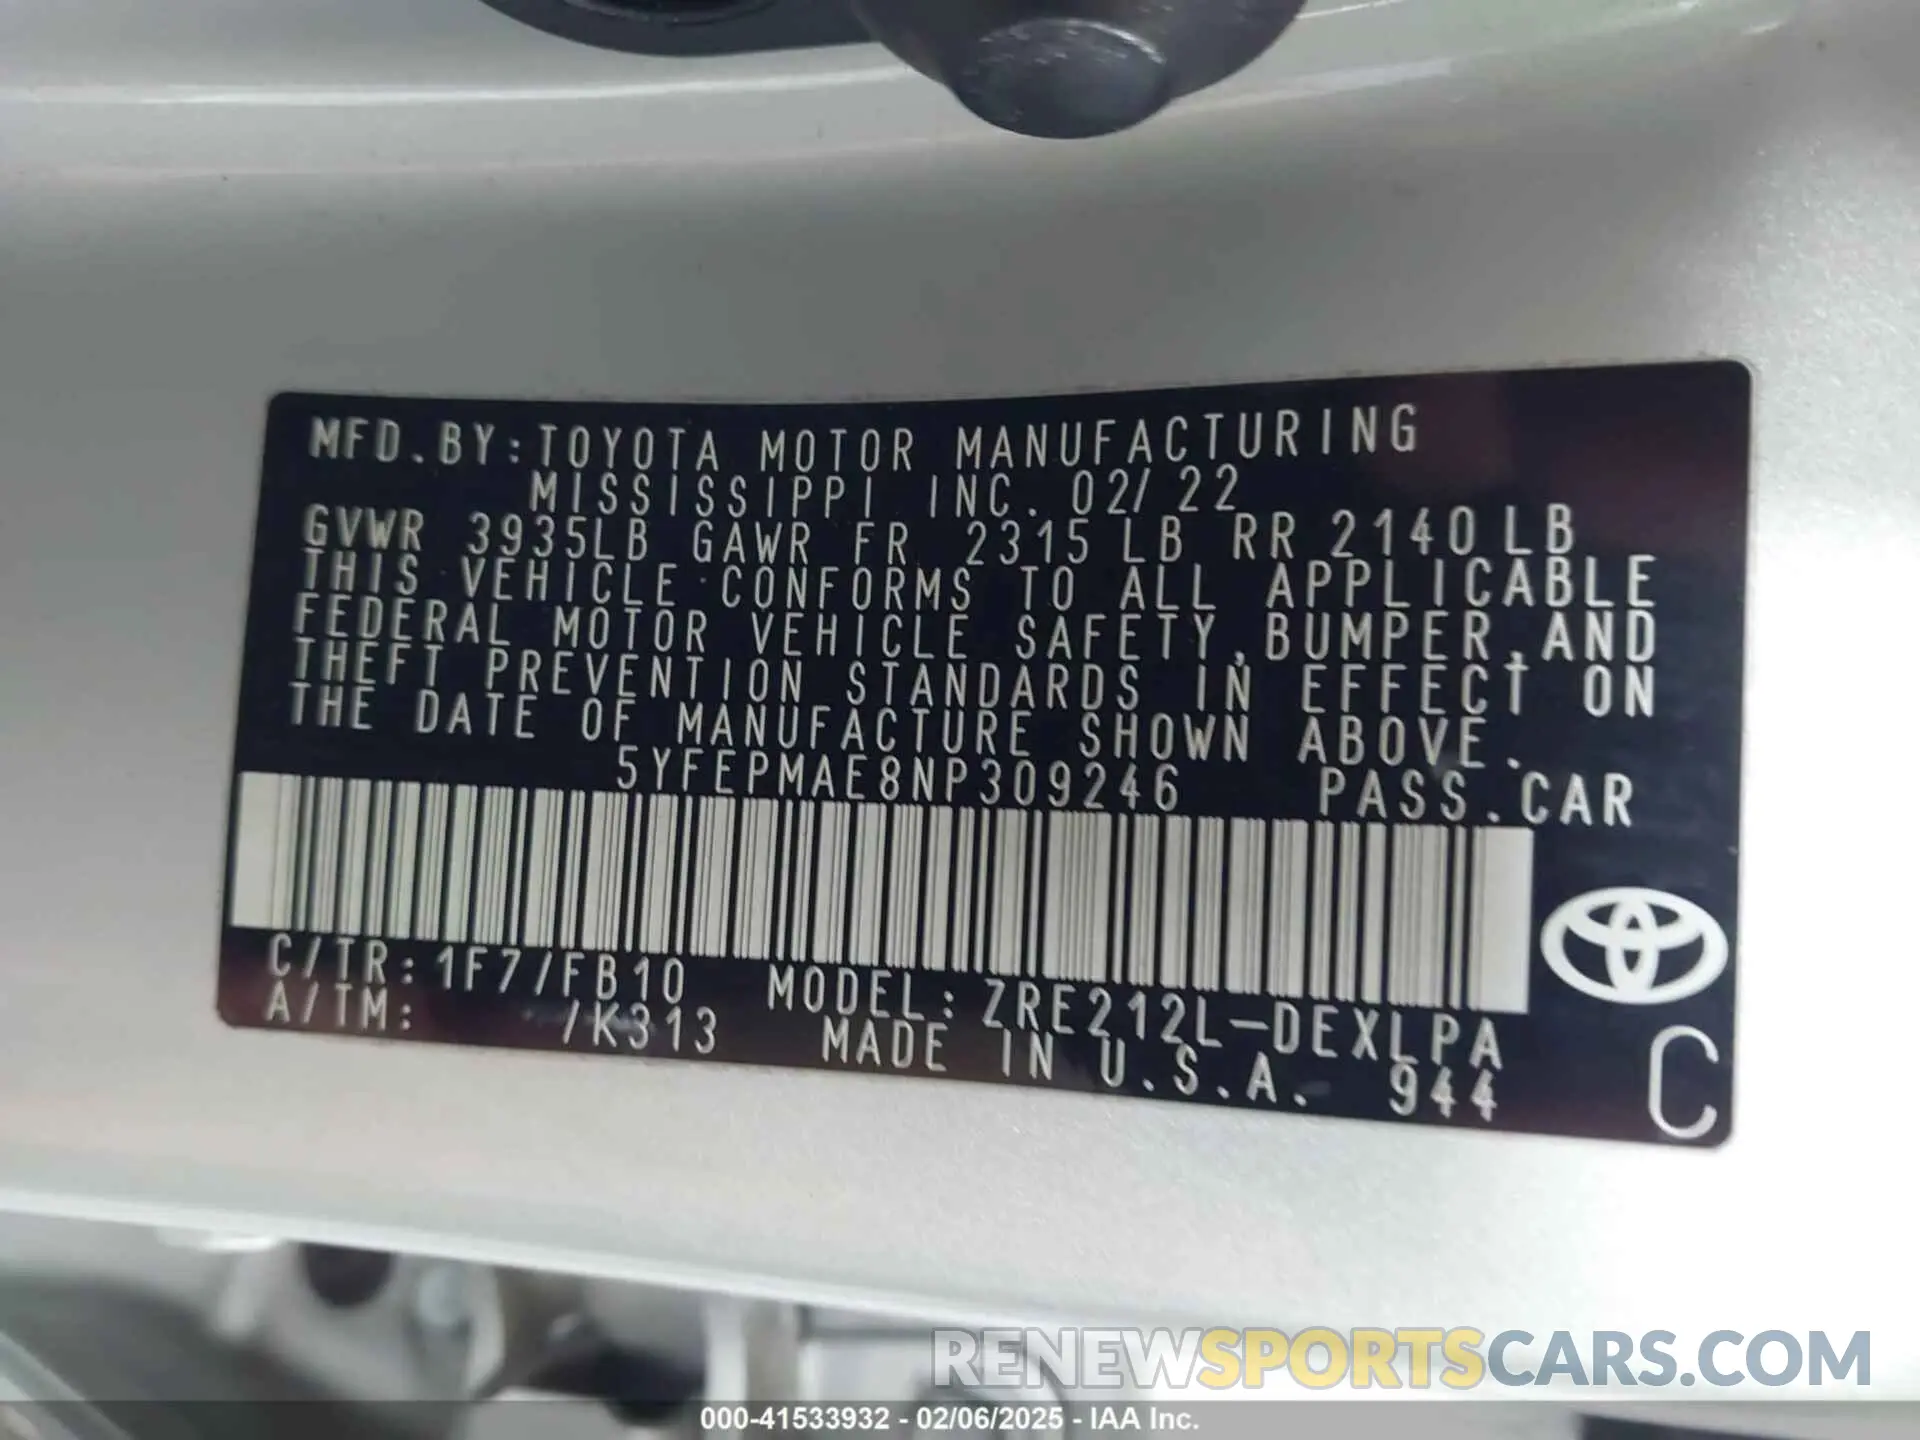 MFD.BY:TOYOTA MOTOR MANUFACTURING
MISSISSIPPI INC. 02/22
GVWR 3935LB GAWR FR 2315LB RR 2140LB
THIS VEHICLE CONFORMS TO ALL APPLICABLE
FEDERAL MOTOR VEHICLE SAFETY,BUMPER,AND
THEFT PREVENTION STANDARDS IN EFFECT ON
THE DATE OF MANUFACTURE SHOWN ABOVE.
5YFEPMAE8NP309246 PASS.CAR
C/TR:1F7/FB10 MODEL:ZRE212L-DEXLPA
A/TM: /K313 MADE IN U.S.A. 944
C
RENEWSPORTSCARS.COM
000-41533932 - 02/06/2025 - IAA Inc.